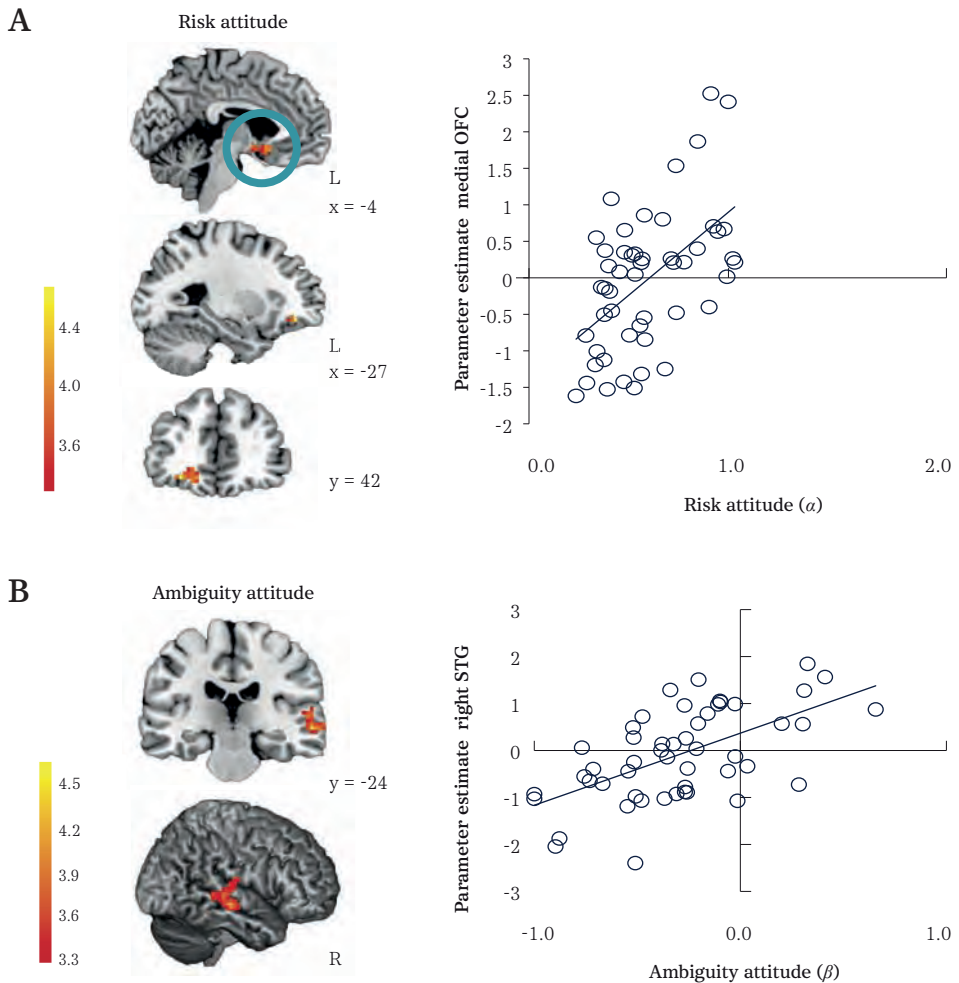 A
Risk attitude
L
x = -4
L
x = -27
y = 42
4.4
4.0
3.6
Parameter estimate medial OFC
3
2.5
2
1.5
1
0.5
0
-0.5
-1
-1.5
-2
0.0 1.0 2.0
Risk attitude (α)
B
Ambiguity attitude
y = -24
R
4.5
4.2
3.9
3.6
3.3
Parameter estimate right STG
3
2
1
0
-1
-2
-3
-1.0 0.0 1.0
Ambiguity attitude (β)